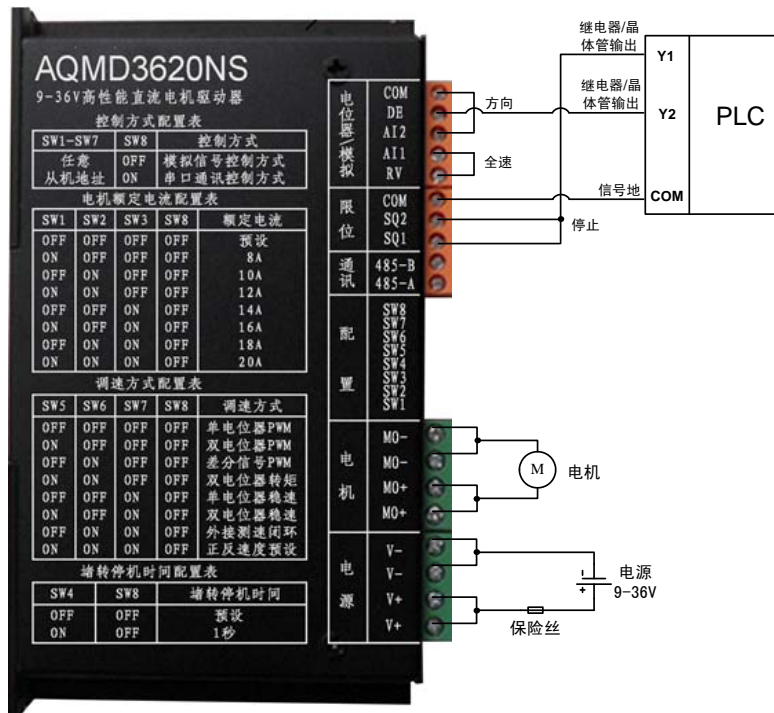 AQMD3620NS
9-36V高性能直流电机驱动器
控制方式配置表
SW1-SW7 SW8 控制方式
任意 OFF 模拟信号控制方式
从机地址 ON 串口通讯控制方式
电机额定电流配置表
SW1 SW2 SW3 SW8 额定电流
OFF OFF OFF OFF 预设
ON OFF OFF OFF 8A
OFF ON OFF OFF 10A
ON ON OFF OFF 12A
OFF OFF ON OFF 14A
ON OFF ON OFF 16A
OFF ON ON OFF 18A
ON ON ON OFF 20A
调速方式配置表
SW5 SW6 SW7 SW8 调速方式
OFF OFF OFF OFF 单电位器PWM
ON OFF OFF OFF 双电位器PWM
OFF ON OFF OFF 差分信号PWM
ON ON OFF OFF 双电位器转矩
OFF OFF ON OFF 单电位器稳速
ON OFF ON OFF 双电位器稳速
OFF ON ON OFF 外接测速闭环
ON ON ON OFF 正反速度预设
堵转停机时间配置表
SW4 SW8 堵转停机时间
OFF OFF 预设
ON OFF 1秒
电位器/模拟
COM
DE
AI2
AI1
RV
限位
COM
SQ2
SQ1
通讯
485-B
485-A
配置
SW8
SW7
SW6
SW5
SW4
SW3
SW2
SW1
电机
MO-
MO-
MO+
MO+
电源
V-
V-
V+
V+
方向
全速
继电器/晶
体管输出
继电器/晶
体管输出
信号地
停止
Y1
Y2
COM
PLC
M
电机
电源
9-36V
保险丝